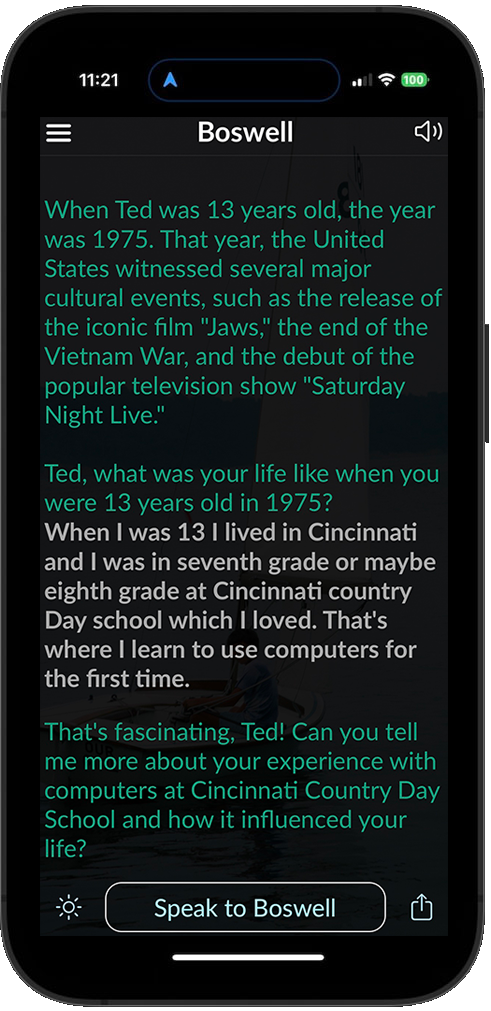 11:21
100
Boswell
When Ted was 13 years old, the year
was 1975. That year, the United
States witnessed several major
cultural events, such as the release of
the iconic film "Jaws," the end of the
Vietnam War, and the debut of the
popular television show "Saturday
Night Live."
Ted, what was your life like when you
were 13 years old in 1975?
When I was 13 I lived in Cincinnati
and I was in seventh grade or maybe
eighth grade at Cincinnati country
Day school which I loved. That's
where I learn to use computers for
the first time.
That's fascinating, Ted! Can you tell
me more about your experience with
computers at Cincinnati Country Day
School and how it influenced your
life?
Speak to Boswell